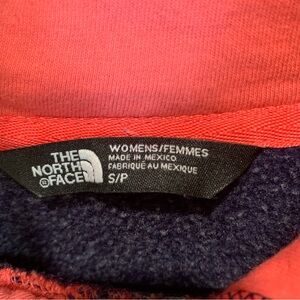 THE
NORTH
FACE
WOMENS/FEMMES
MADE IN MEXICO
FABRIQUÉ AU MEXIQUE
S/P